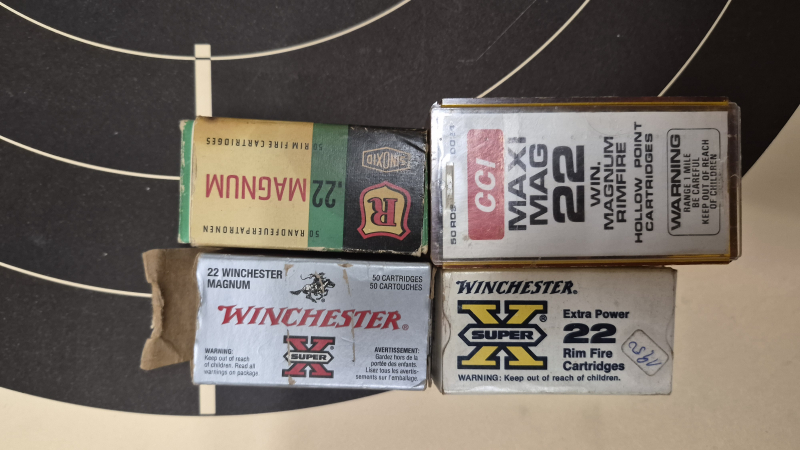 50 RIM FIRE CARTRIDGES
SINOXID
.22 MAGNUM
R
50 RANDFEUERPATRONEN
50 RDS
CCI
MAXI
MAG
22
WIN.
MAGNUM
RIMFIRE
HOLLOW POINT
CARTRIDGES
WARNING
RANGE 1 MILE
BE CAREFUL
KEEP OUT OF REACH
OF CHILDREN
22 WINCHESTER
MAGNUM
50 CARTRIDGES
50 CARTOUCHES
WINCHESTER®
SUPER X
WARNING:
Keep out of reach
of children. Read all
warnings on package
AVERTISSEMENT:
Gardez hors de la
portée des enfants.
Lisez tous les avertis-
sements sur l'emballage.
WINCHESTER®
SUPER X
Extra Power
22
Rim Fire
Cartridges
WARNING: Keep out of reach of children.